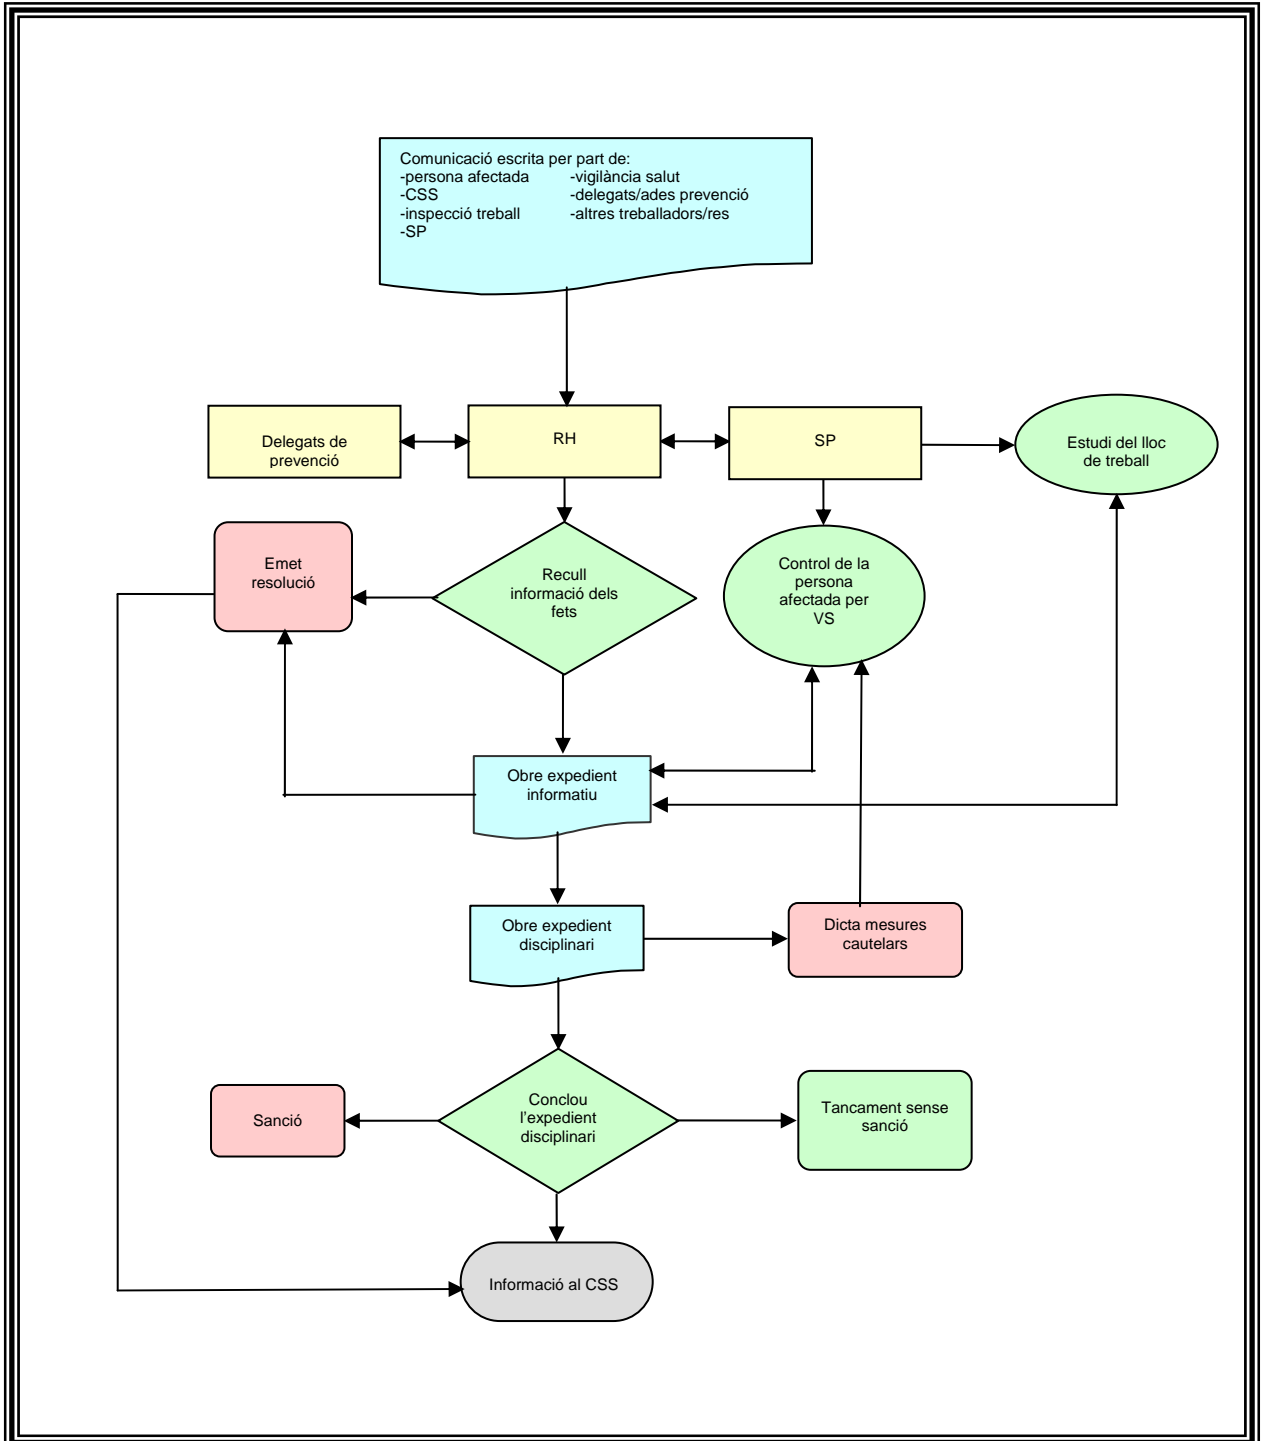 Comunicació escrita per part de:
-persona afectada -vigilància salut
-CSS -delegats/ades prevenció
-inspecció treball -altres treballadors/res
-SP
Delegats de
prevenció
RH
SP
Estudi del lloc
de treball
Emet
resolució
Recull
informació dels
fets
Control de la
persona
afectada per
VS
Obre expedient
informatiu
Obre expedient
disciplinari
Dicta mesures
cautelars
Sanció
Conclou
l'expedient
disciplinari
Tancament sense
sanció
Informació al CSS